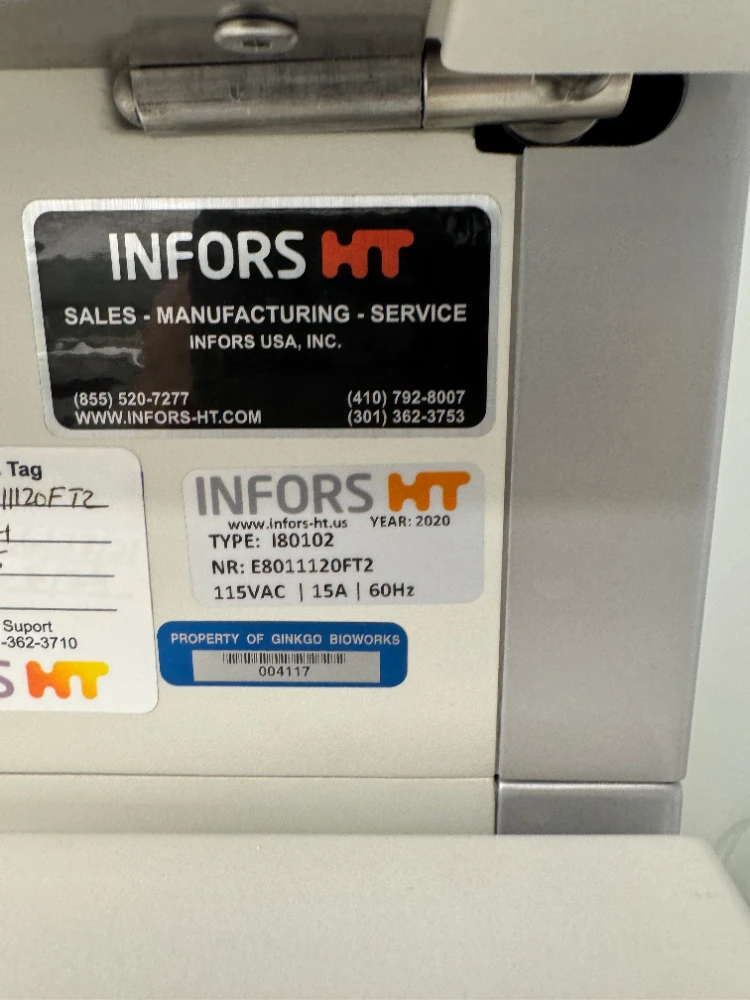 INFORS HT
SALES - MANUFACTURING - SERVICE
INFORS USA, INC.
(855) 520-7277 (410) 792-8007
WWW.INFORS-HT.COM (301) 362-3753
Tag
11120FT2
Suport
-362-3710
S HT
INFORS HT
www.infors-ht.us YEAR: 2020
TYPE: I80102
NR: E8011120FT2
115VAC | 15A | 60Hz
PROPERTY OF GINKGO BIOWORKS
004117